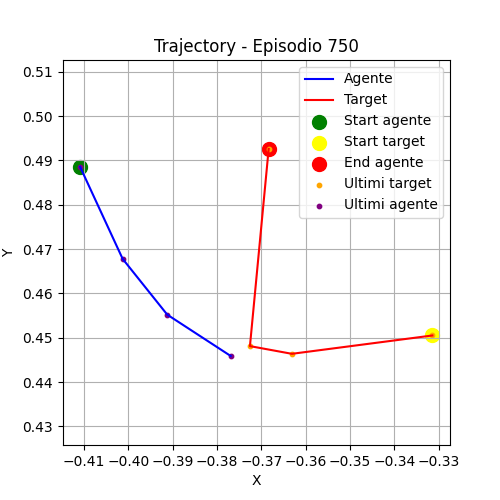 Trajectory - Episodio 750
Agente
Target
Start agente
Start target
End agente
Ultimi target
Ultimi agente
0.51
0.50
0.49
0.48
0.47
0.46
0.45
0.44
0.43
Y
−0.41 −0.40 −0.39 −0.38 −0.37 −0.36 −0.35 −0.34 −0.33
X